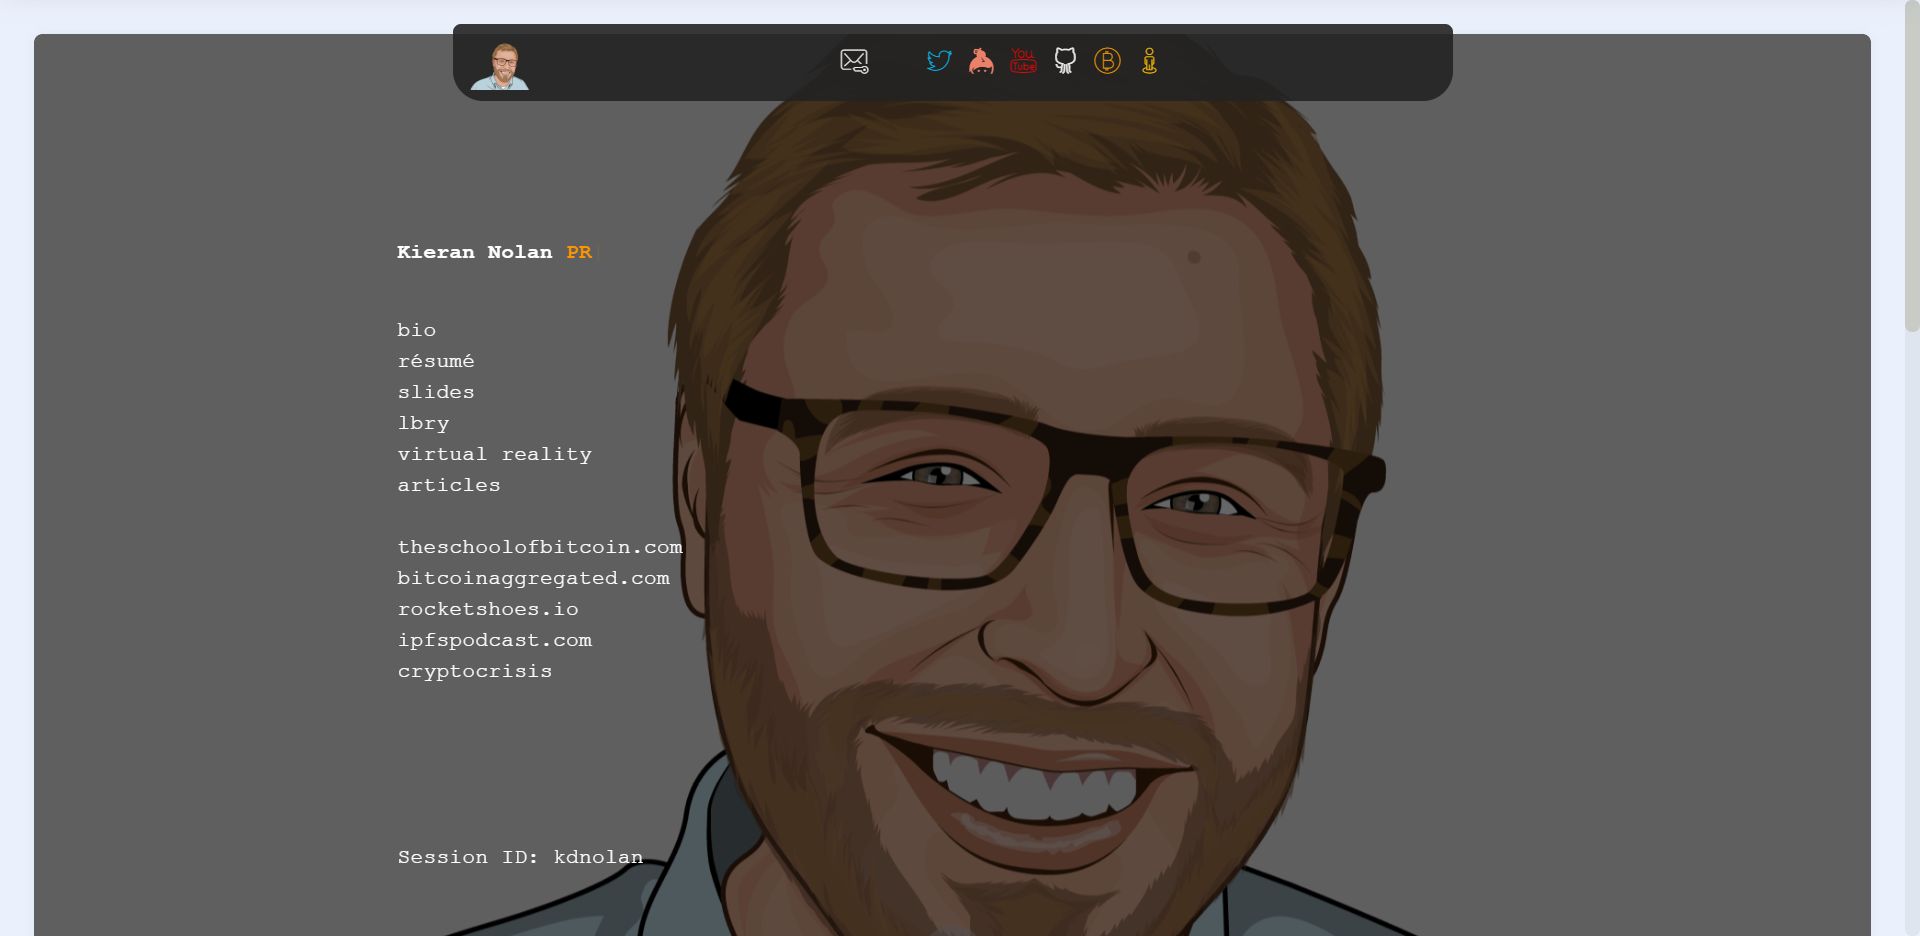 You
Tube
Kieran Nolan PR
bio
résumé
slides
lbry
virtual reality
articles
theschoolofbitcoin.com
bitcoinaggregated.com
rocketshoes.io
ipfspodcast.com
cryptocrisis
Session ID: kdnolan